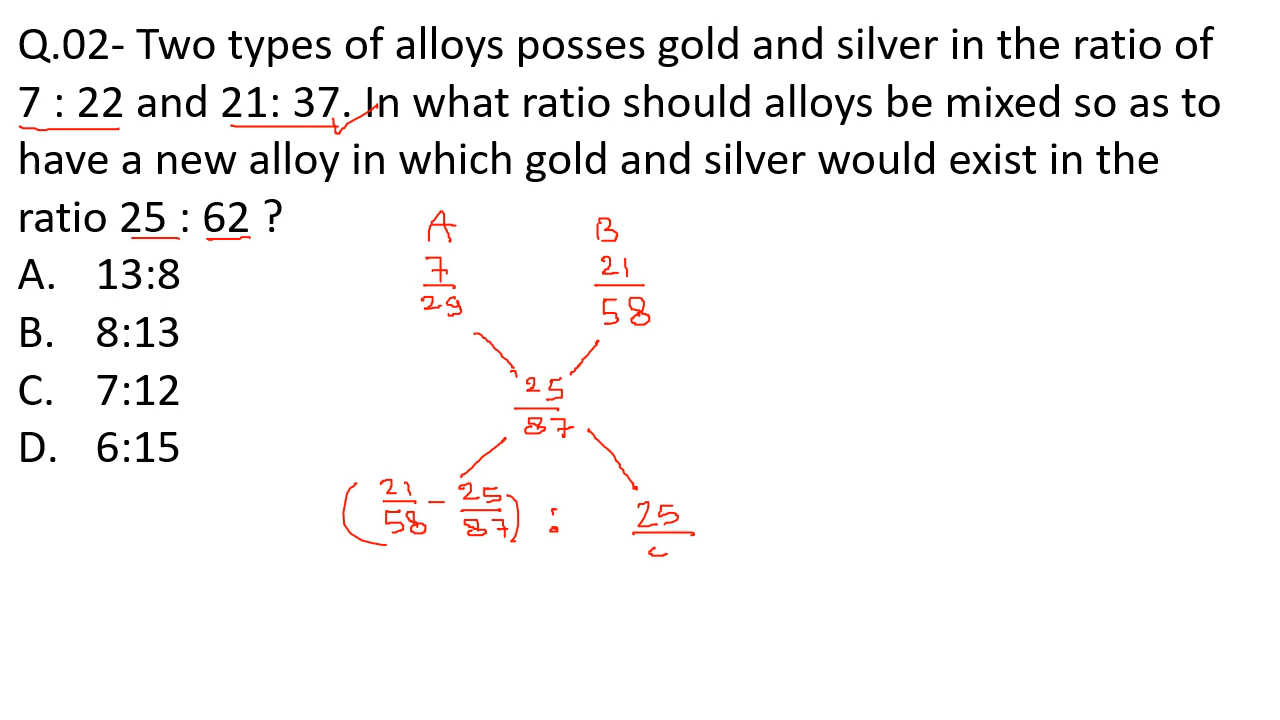 Q.02- Two types of alloys posses gold and silver in the ratio of
7 : 22 and 21: 37. In what ratio should alloys be mixed so as to
have a new alloy in which gold and silver would exist in the
ratio 25 : 62 ?
A. 13:8
B. 8:13
C. 7:12
D. 6:15
A B
7/29 21/58
25/87
(21/58 - 25/87) : 25/